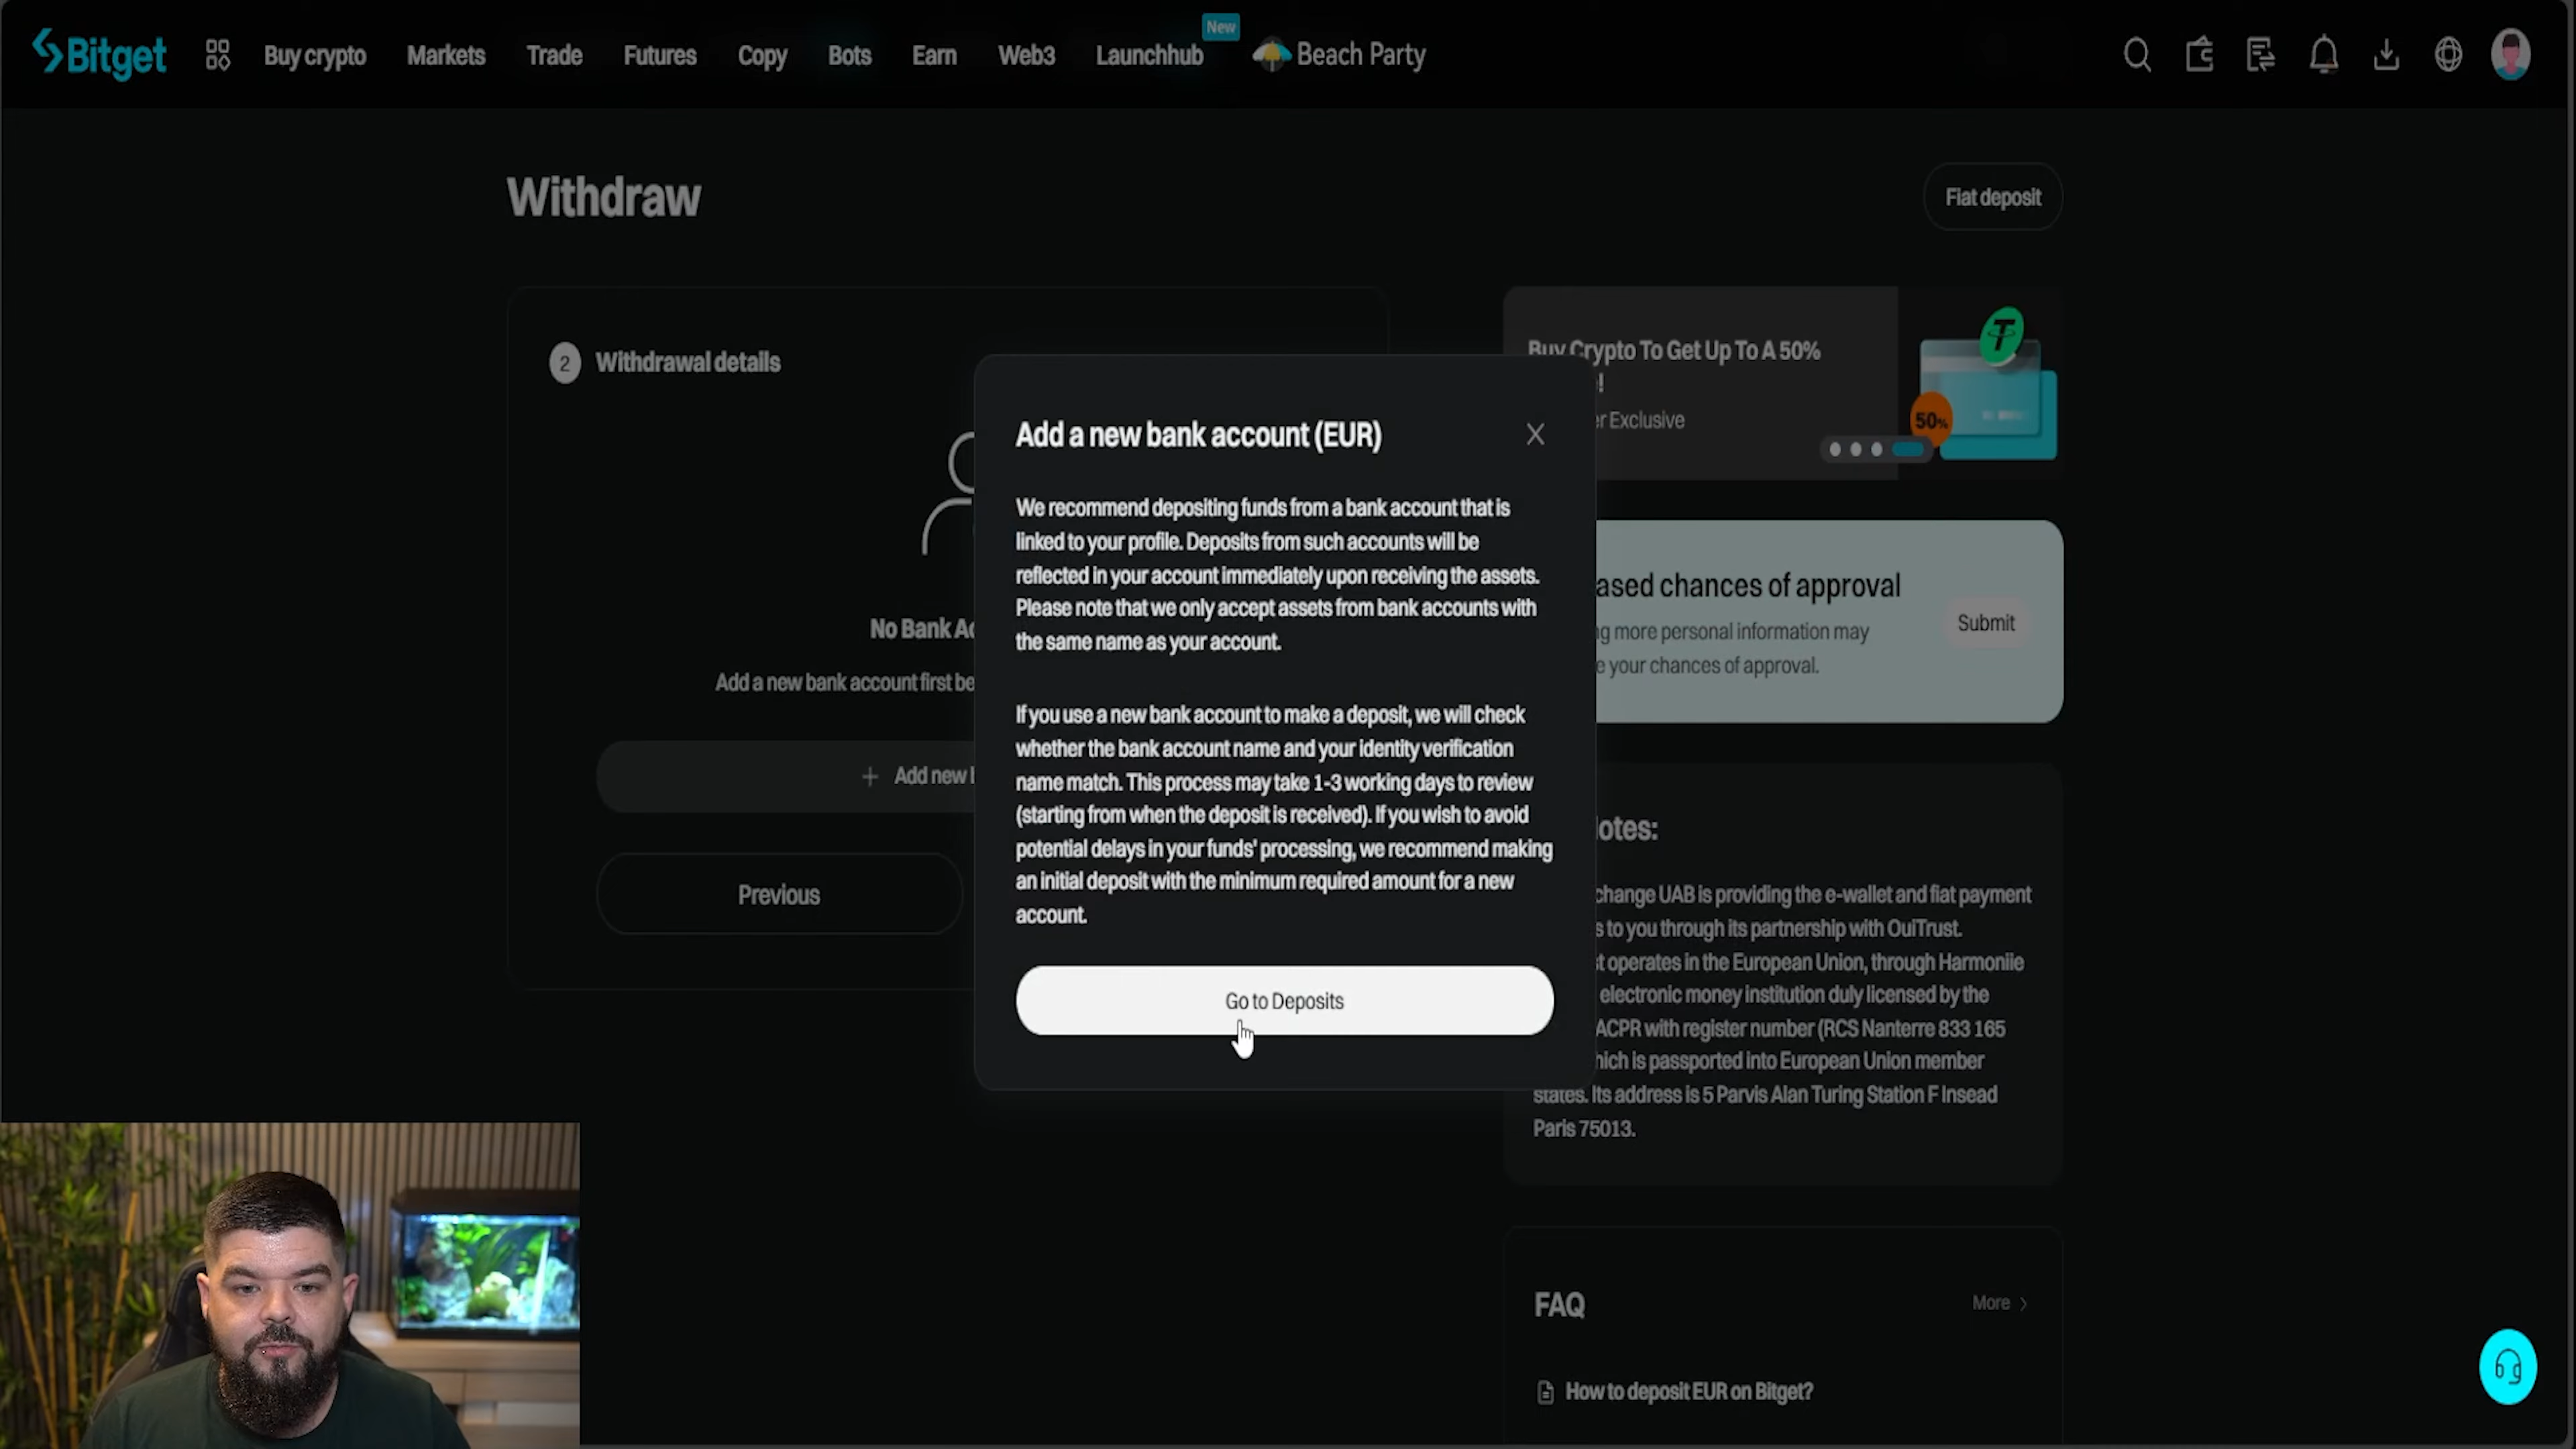 Bitget
Buy crypto
Markets
Trade
Futures
Copy
Bots
Earn
Web3
Launchhub
New
Beach Party
Withdraw
Fiat deposit
2 Withdrawal details
No Bank
Add a new bank account first
+ Add new
Previous
Add a new bank account (EUR)
We recommend depositing funds from a bank account that is
linked to your profile. Deposits from such accounts will be
reflected in your account immediately upon receiving the assets.
Please note that we only accept assets from bank accounts with
the same name as your account.
If you use a new bank account to make a deposit, we will check
whether the bank account name and your identity verification
name match. This process may take 1-3 working days to review
(starting from when the deposit is received). If you wish to avoid
potential delays in your funds' processing, we recommend making
an initial deposit with the minimum required amount for a new
account.
Go to Deposits
Buy Crypto To Get Up To A 50%
!
r Exclusive
50%
ased chances of approval
ng more personal information may
e your chances of approval.
Submit
otes:
change UAB is providing the e-wallet and fiat payment
s to you through its partnership with OuiTrust.
t operates in the European Union, through Harmoniie
electronic money institution duly licensed by the
ACPR with register number (RCS Nanterre 833 165
hich is passported into European Union member
states. Its address is 5 Parvis Alan Turing Station F Insead
Paris 75013.
FAQ
More
How to deposit EUR on Bitget?